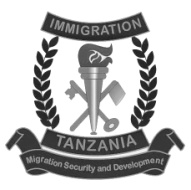 IMMIGRATION
TANZANIA
Migration Security and Development